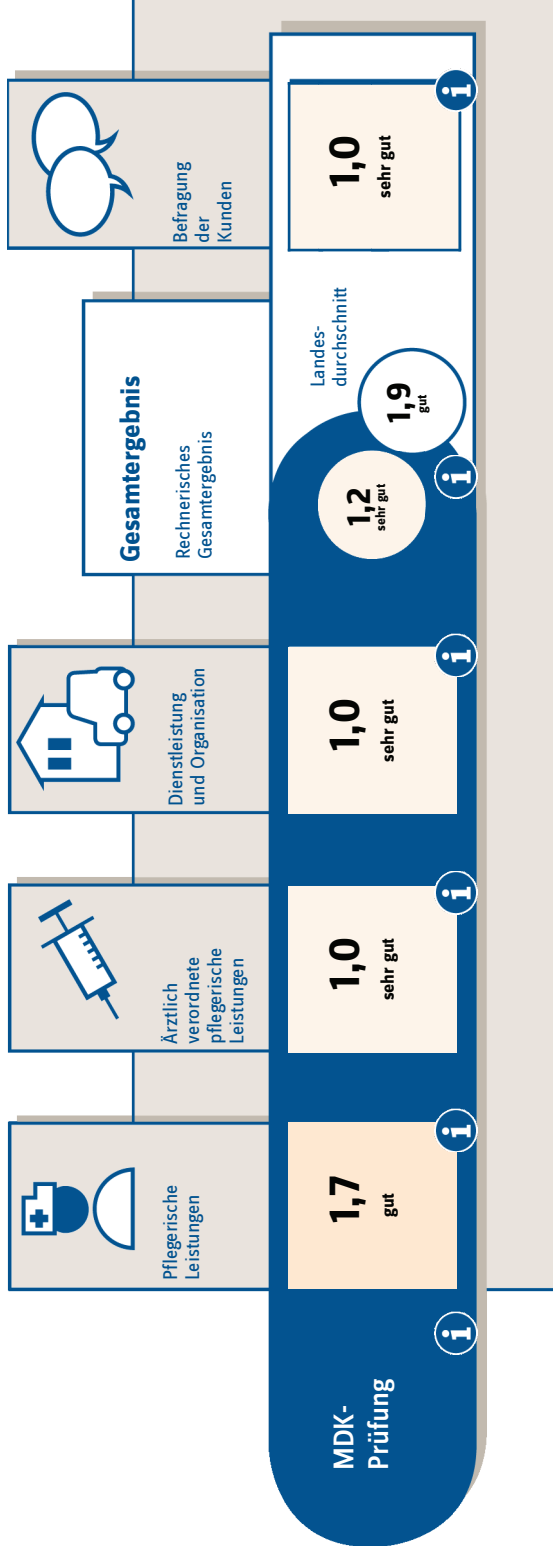 Pflegerische
Leistungen
Ärztlich
verordnete
pflegerische
Leistungen
Dienstleistung
und Organisation
Gesamtergebnis
Rechnerisches
Gesamtergebnis
Befragung
der
Kunden
MDK-
Prüfung
i
1,7
gut
i
1,0
sehr gut
i
1,0
sehr gut
i
1,2
sehr gut
i
Landes-
durchschnitt
1,9
gut
1,0
sehr gut
i